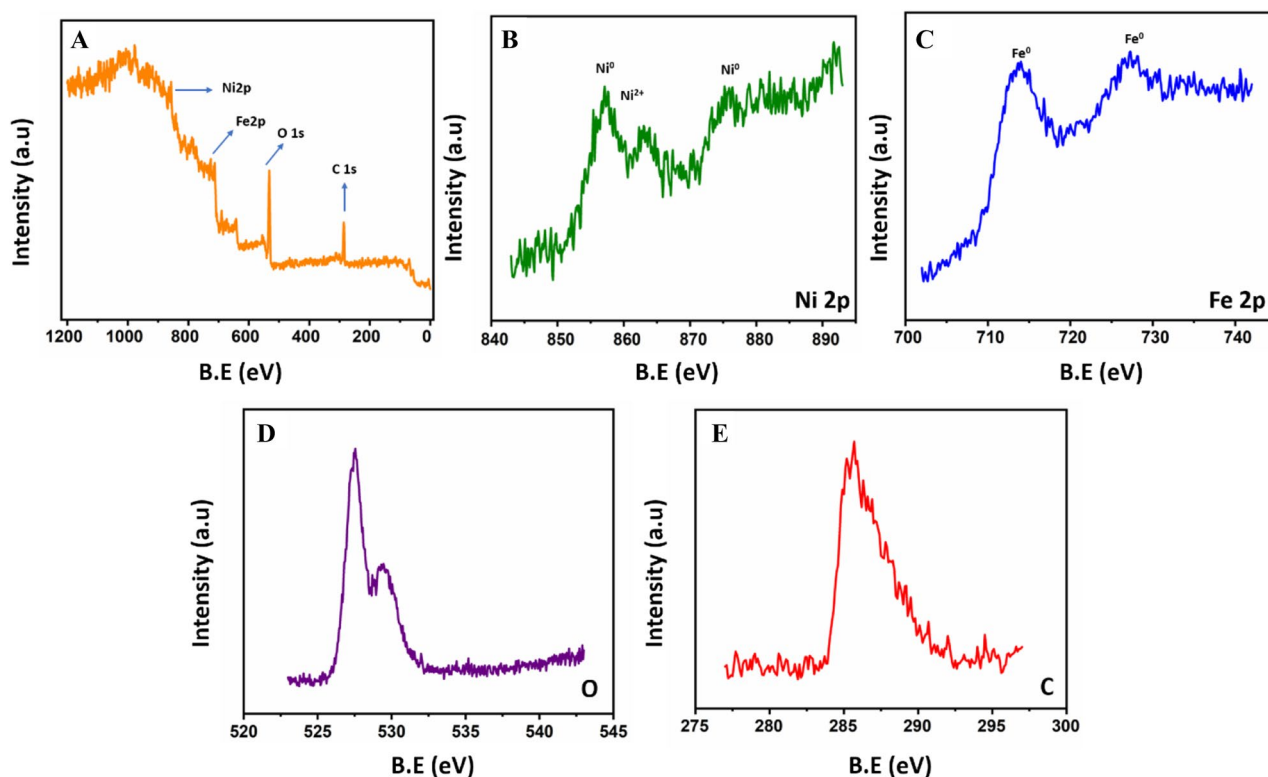 A
Ni2p
Fe2p
O 1s
C 1s
Intensity (a.u)
1200 1000 800 600 400 200 0
B.E (eV)
B
Ni⁰
Ni²⁺
Ni⁰
Ni 2p
Intensity (a.u)
840 850 860 870 880 890
B.E (eV)
C
Fe⁰
Fe⁰
Fe 2p
Intensity (a.u)
700 710 720 730 740
B.E (eV)
D
O
Intensity (a.u)
520 525 530 535 540 545
B.E (eV)
E
C
Intensity (a.u)
275 280 285 290 295 300
B.E (eV)